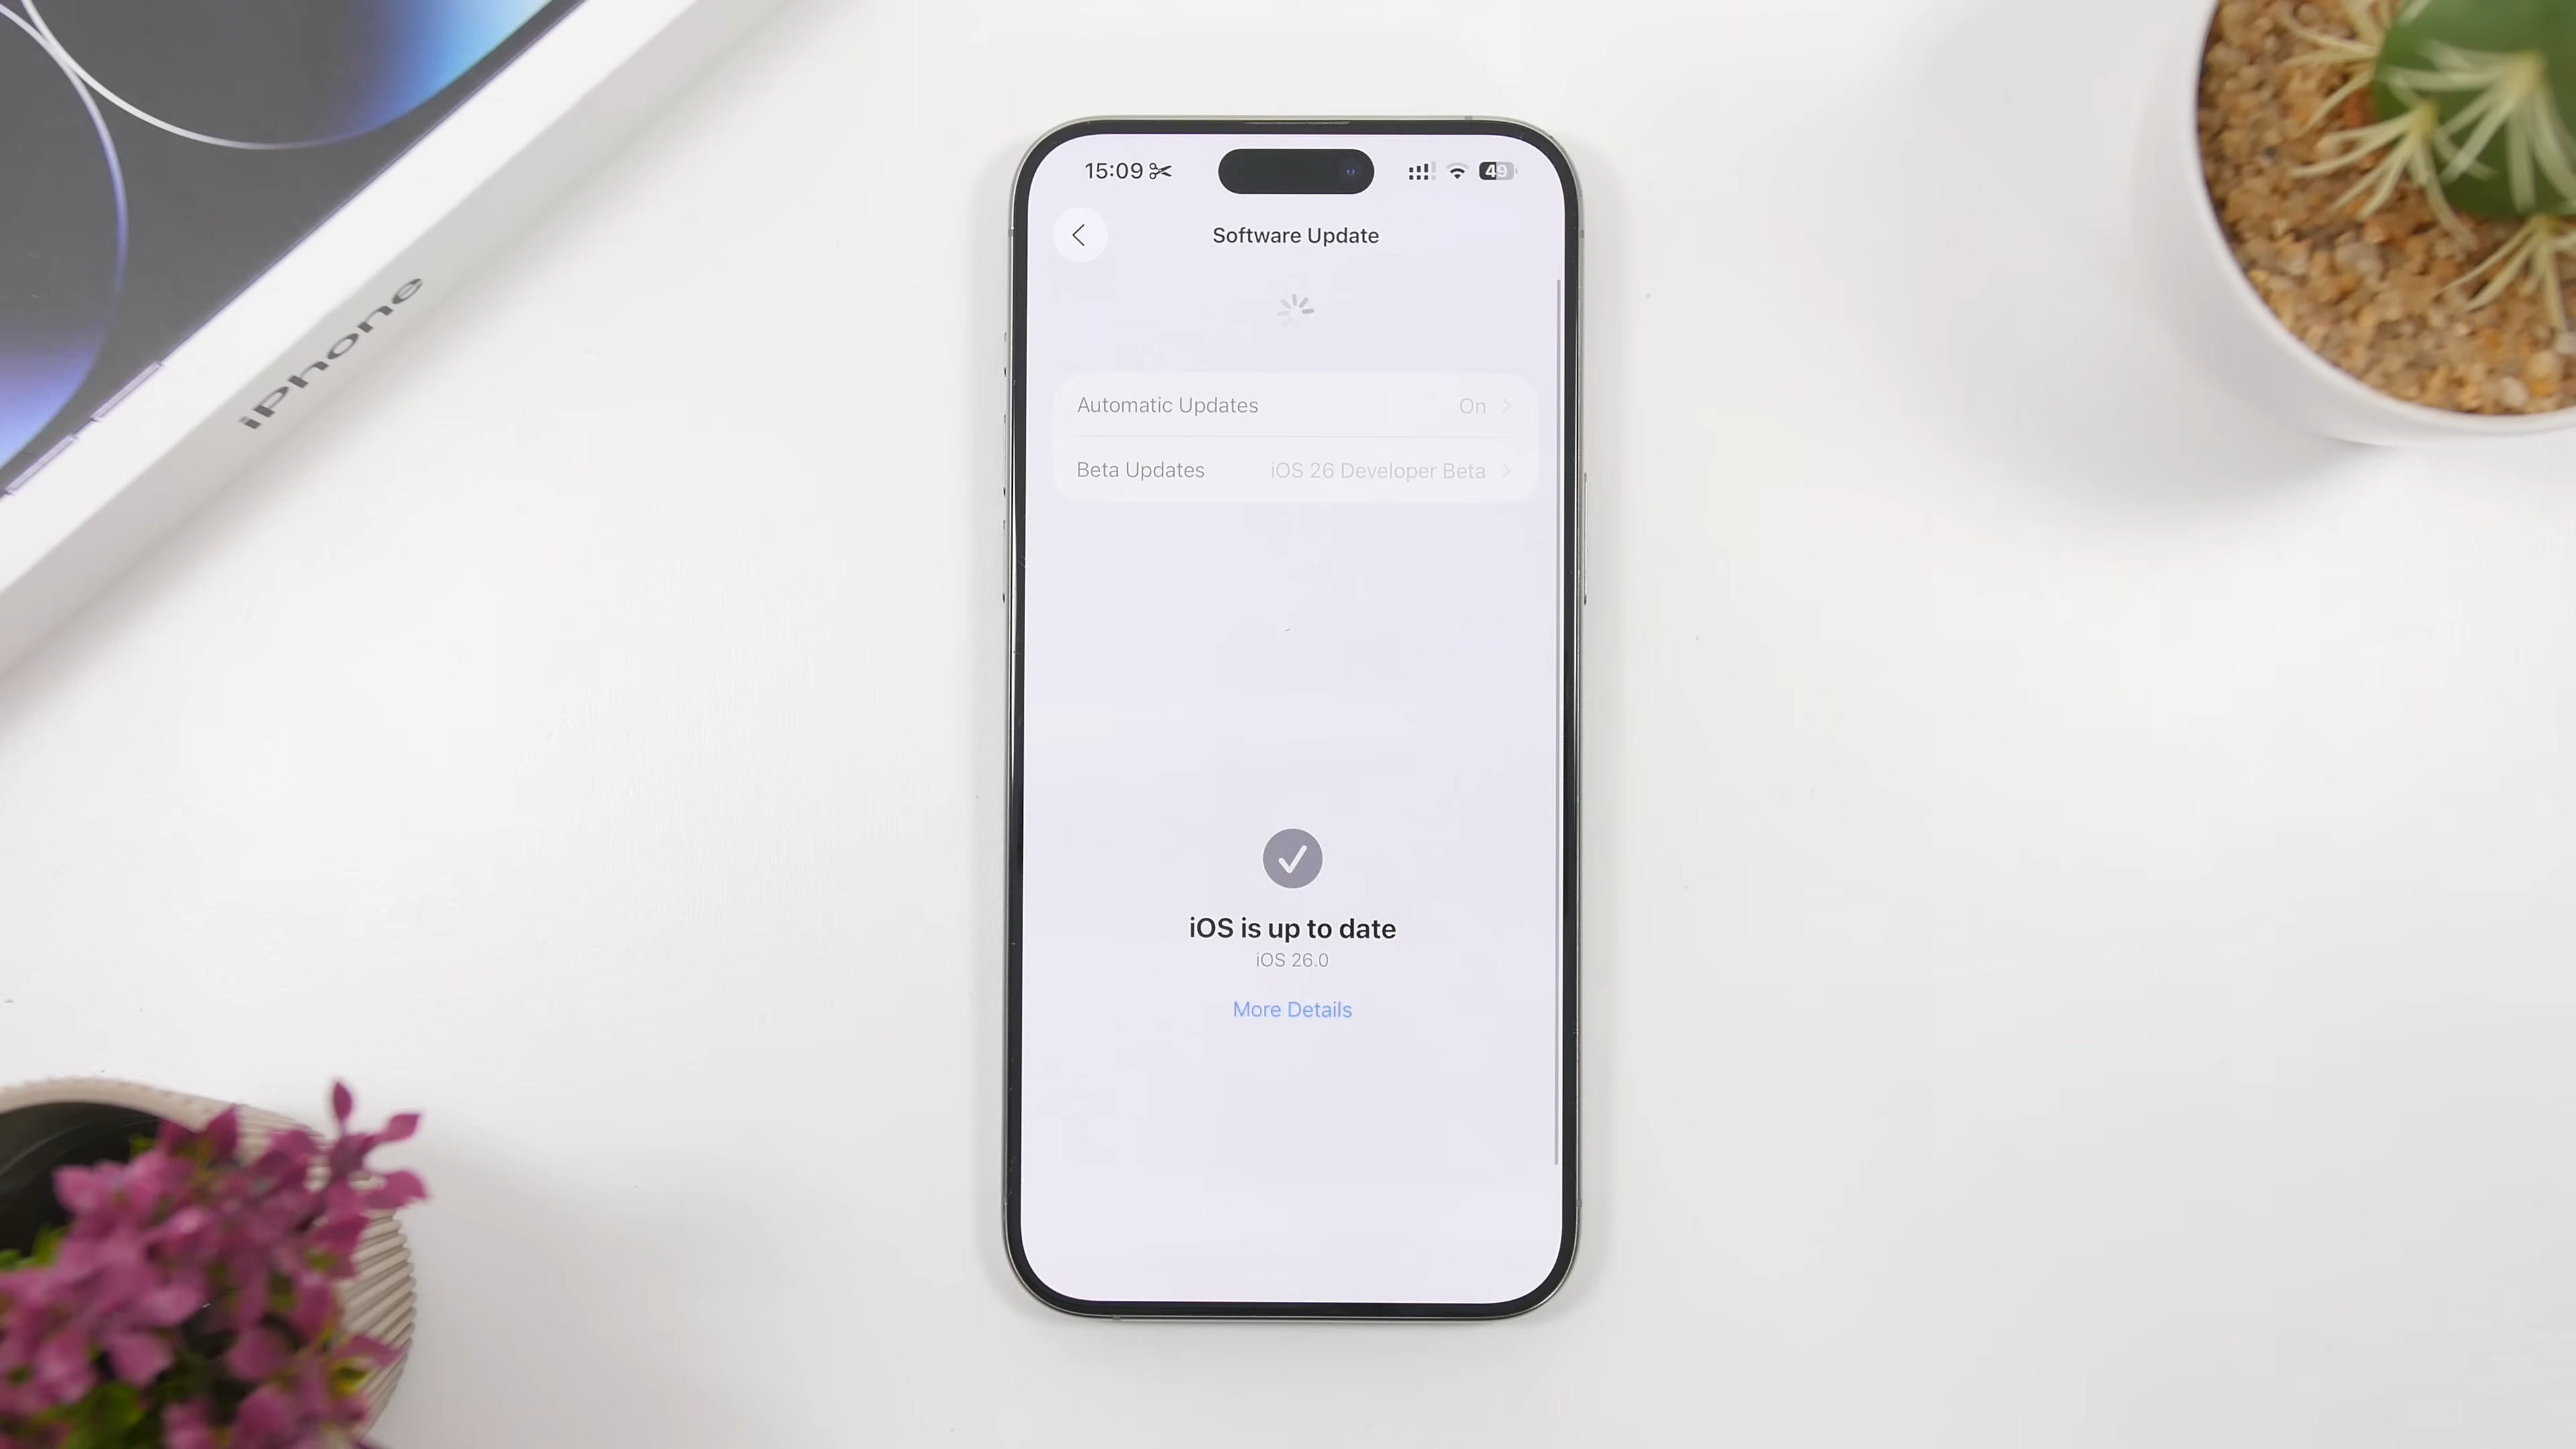 iPhone
15:09
49
Software Update
Automatic Updates On
Beta Updates iOS 26 Developer Beta
iOS is up to date
iOS 26.0
More Details